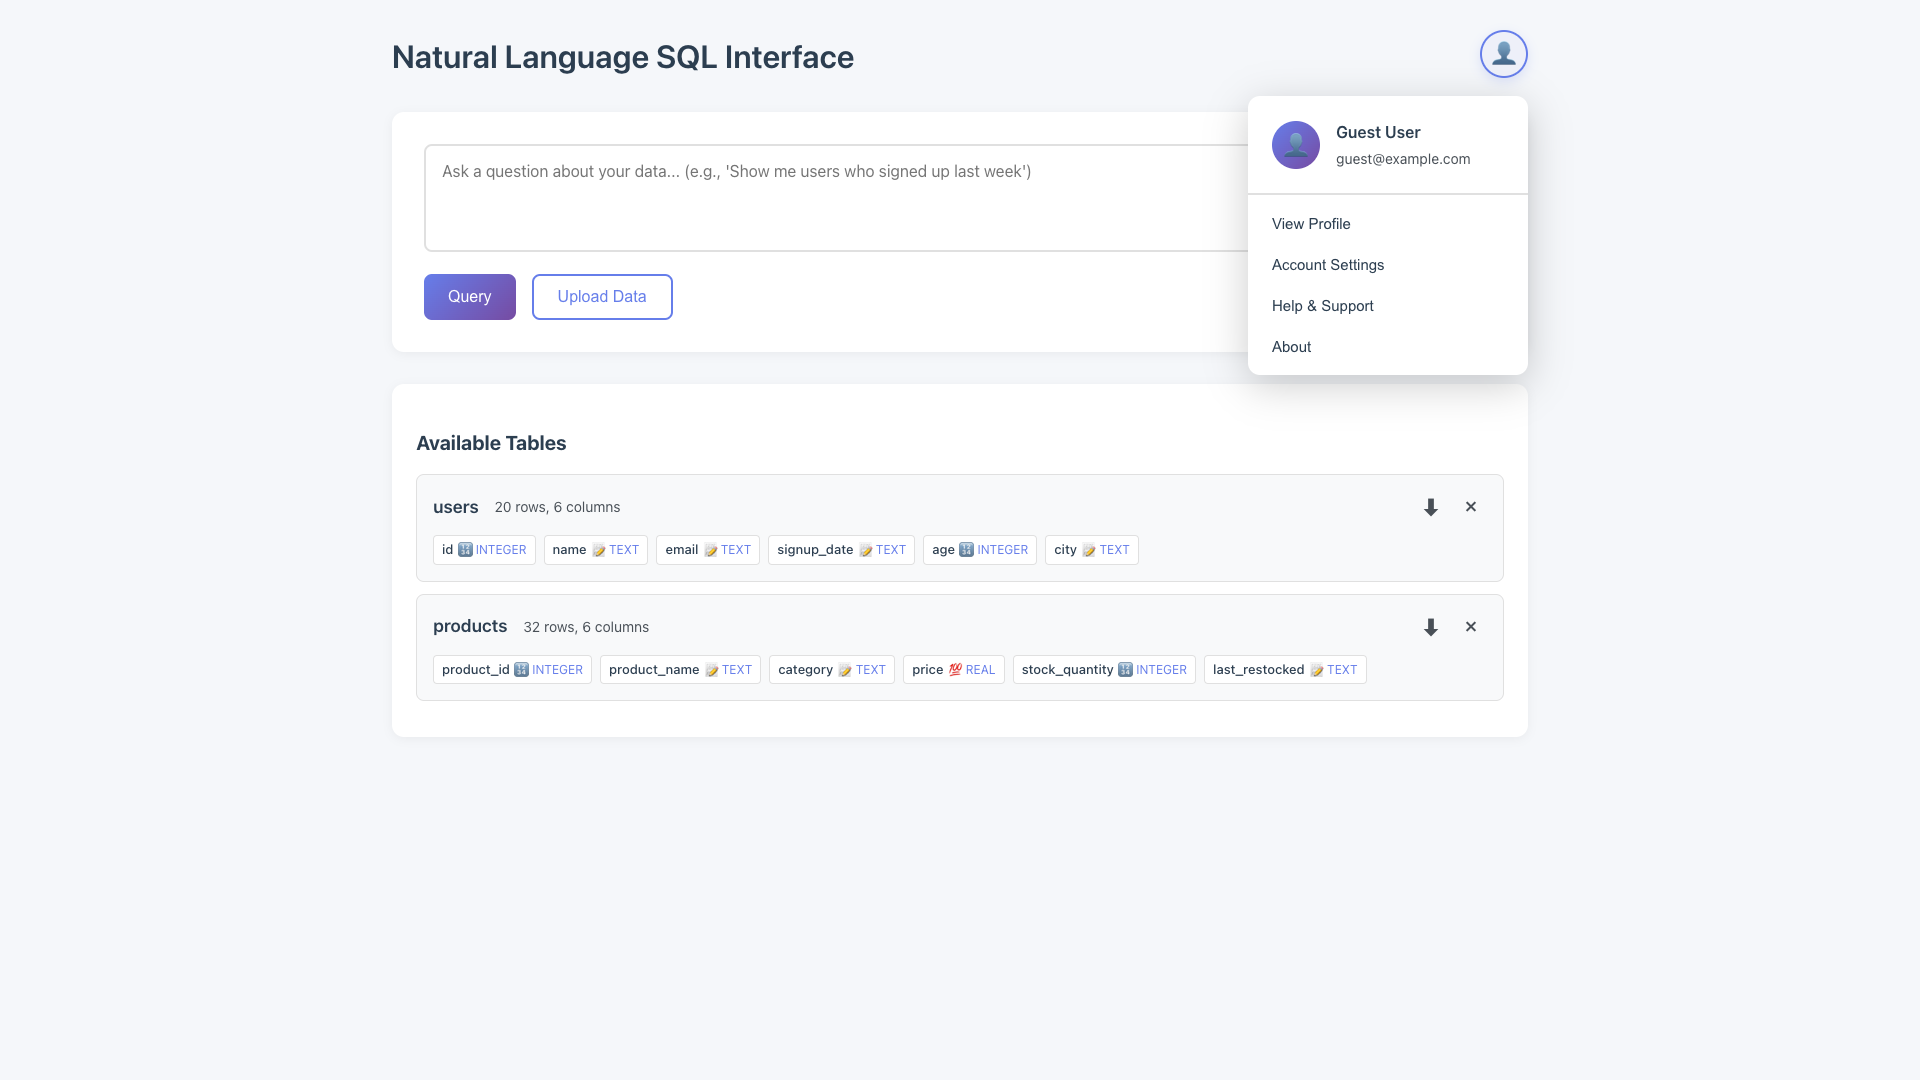 Natural Language SQL Interface
Guest User
guest@example.com
View Profile
Account Settings
Help & Support
About
Ask a question about your data... (e.g., 'Show me users who signed up last week')
Query
Upload Data
Available Tables
users 20 rows, 6 columns
id 🔢 INTEGER name 📝 TEXT email 📝 TEXT signup_date 📝 TEXT age 🔢 INTEGER city 📝 TEXT
products 32 rows, 6 columns
product_id 🔢 INTEGER product_name 📝 TEXT category 📝 TEXT price 💯 REAL stock_quantity 🔢 INTEGER last_restocked 📝 TEXT